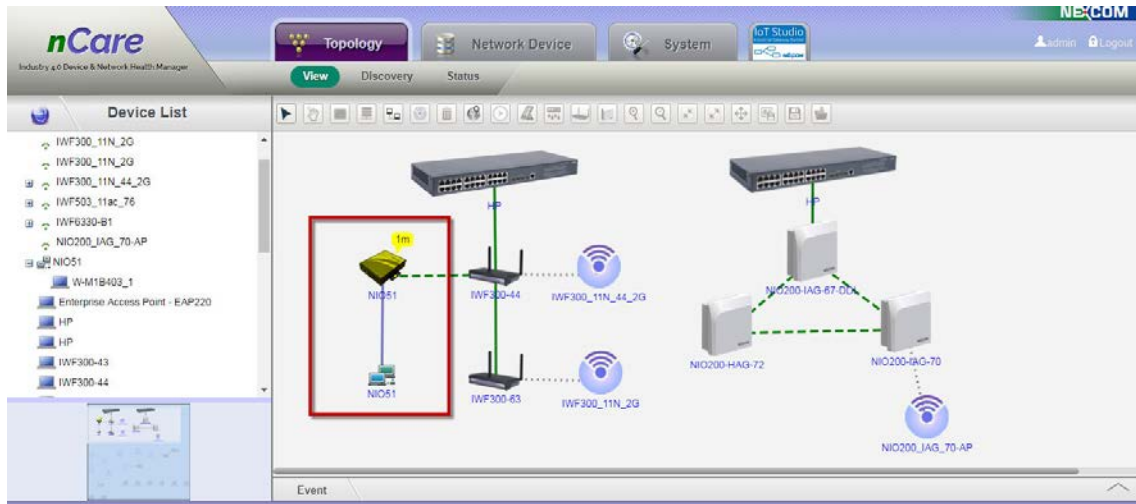 NEXCOM
nCare
Industry 4.0 Device & Network Health Manager
Topology
Network Device
System
IoT Studio
admin
Logout
View
Discovery
Status
Device List
IWF300_11N_2G
IWF300_11N_2G
IWF300_11N_44_2G
IWF503_11ac_76
IWF6330-B1
NIO200_IAG_70-AP
NIO51
W-M1B403_1
Enterprise Access Point - EAP220
HP
HP
IWF300-43
IWF300-44
HP
HP
1m
NIO51
IWF300-44
IWF300_11N_44_2G
NIO200-IAG-67-DDL
NIO200-HAG-72
NIO200-IAG-70
NIO51
IWF300-63
IWF300_11N_2G
NIO200_IAG_70-AP
Event